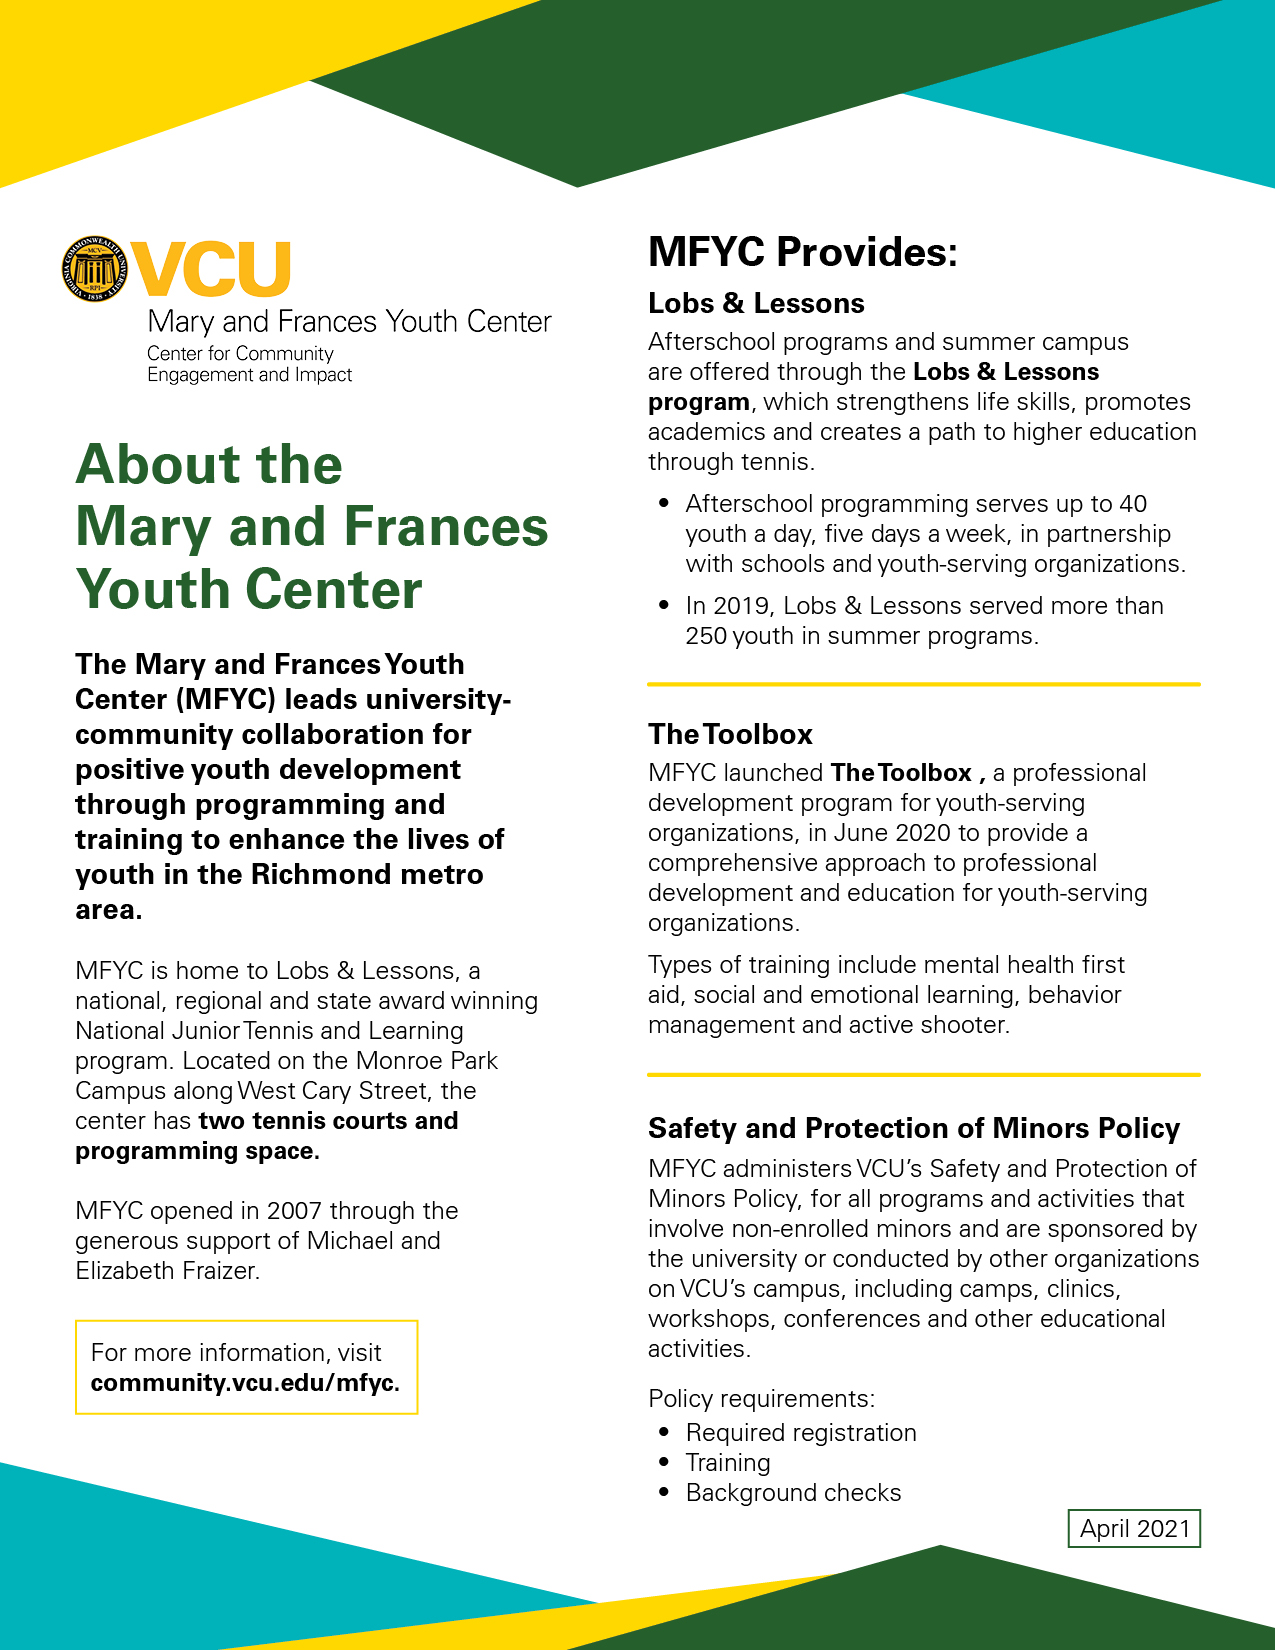 VIRGINIA COMMONWEALTH UNIVERSITY
MCV
RPI
1838
VCU
Mary and Frances Youth Center
Center for Community
Engagement and Impact
About the
Mary and Frances
Youth Center
The Mary and Frances Youth
Center (MFYC) leads university-
community collaboration for
positive youth development
through programming and
training to enhance the lives of
youth in the Richmond metro
area.
MFYC is home to Lobs & Lessons, a
national, regional and state award winning
National Junior Tennis and Learning
program. Located on the Monroe Park
Campus along West Cary Street, the
center has two tennis courts and
programming space.
MFYC opened in 2007 through the
generous support of Michael and
Elizabeth Fraizer.
For more information, visit
community.vcu.edu/mfyc.
MFYC Provides:
Lobs & Lessons
Afterschool programs and summer campus
are offered through the Lobs & Lessons
program, which strengthens life skills, promotes
academics and creates a path to higher education
through tennis.
• Afterschool programming serves up to 40
youth a day, five days a week, in partnership
with schools and youth-serving organizations.
• In 2019, Lobs & Lessons served more than
250 youth in summer programs.
The Toolbox
MFYC launched The Toolbox , a professional
development program for youth-serving
organizations, in June 2020 to provide a
comprehensive approach to professional
development and education for youth-serving
organizations.
Types of training include mental health first
aid, social and emotional learning, behavior
management and active shooter.
Safety and Protection of Minors Policy
MFYC administers VCU’s Safety and Protection of
Minors Policy, for all programs and activities that
involve non-enrolled minors and are sponsored by
the university or conducted by other organizations
on VCU’s campus, including camps, clinics,
workshops, conferences and other educational
activities.
Policy requirements:
• Required registration
• Training
• Background checks
April 2021